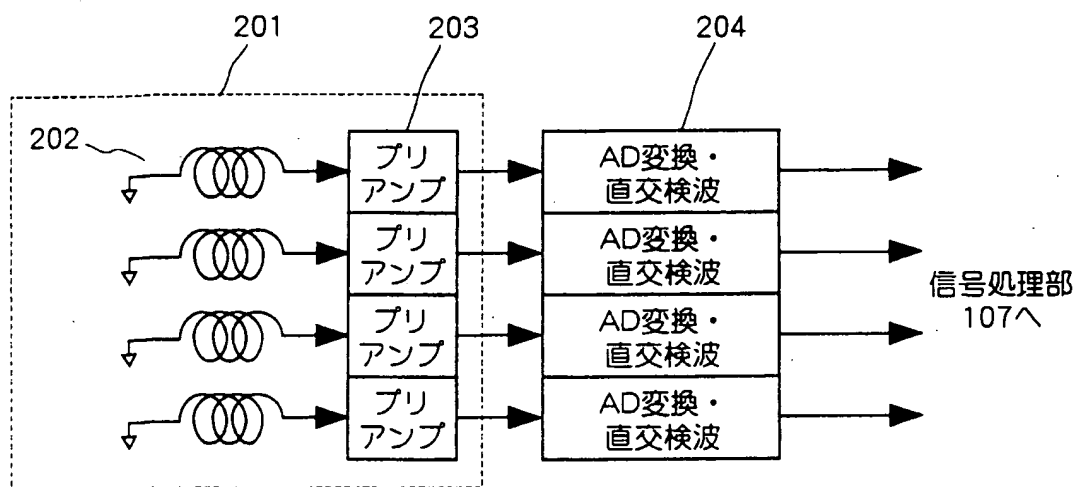 201
203
204
202
プリ
アンプ
AD変換・
直交検波
プリ
アンプ
AD変換・
直交検波
プリ
アンプ
AD変換・
直交検波
プリ
アンプ
AD変換・
直交検波
信号処理部
107へ